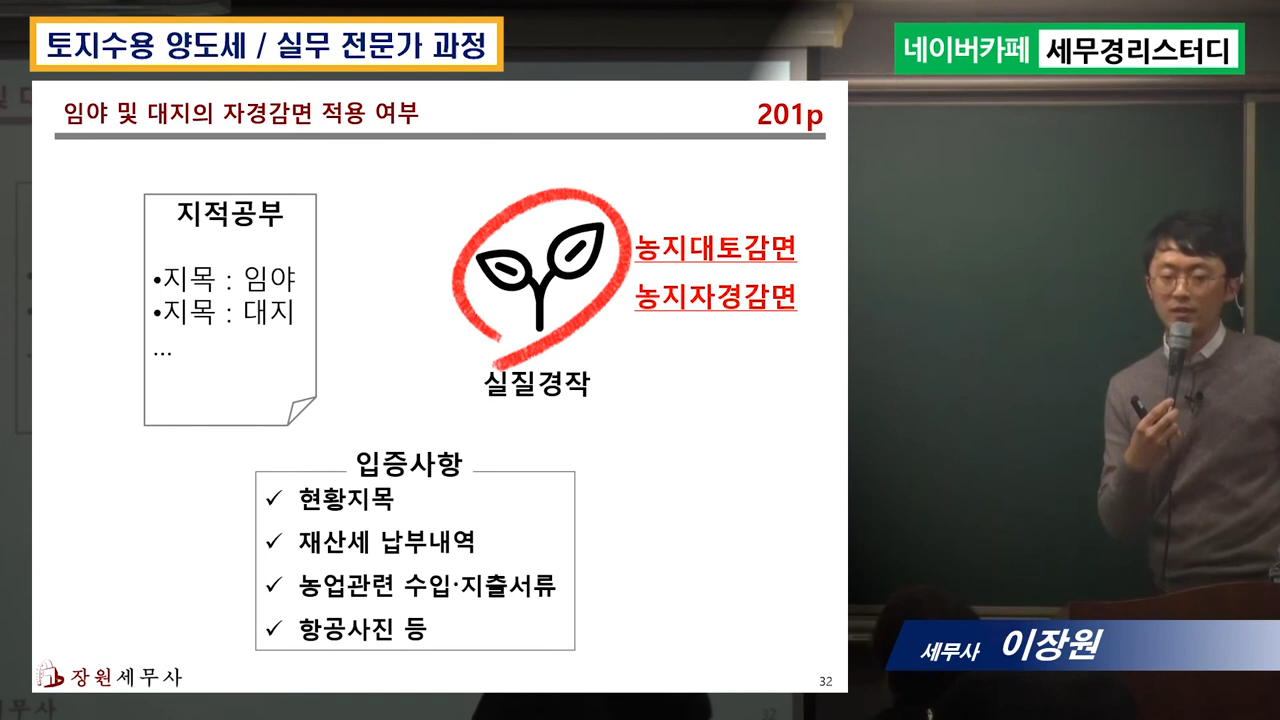 토지수용 양도세 / 실무 전문가 과정
네이버카페 세무경리스터디
임야 및 대지의 자경감면 적용 여부
201p
지적공부
•지목 : 임야
•지목 : 대지
...
농지대토감면
농지자경감면
실질경작
입증사항
✓ 현황지목
✓ 재산세 납부내역
✓ 농업관련 수입·지출서류
✓ 항공사진 등
장원세무사
32
세무사 이장원